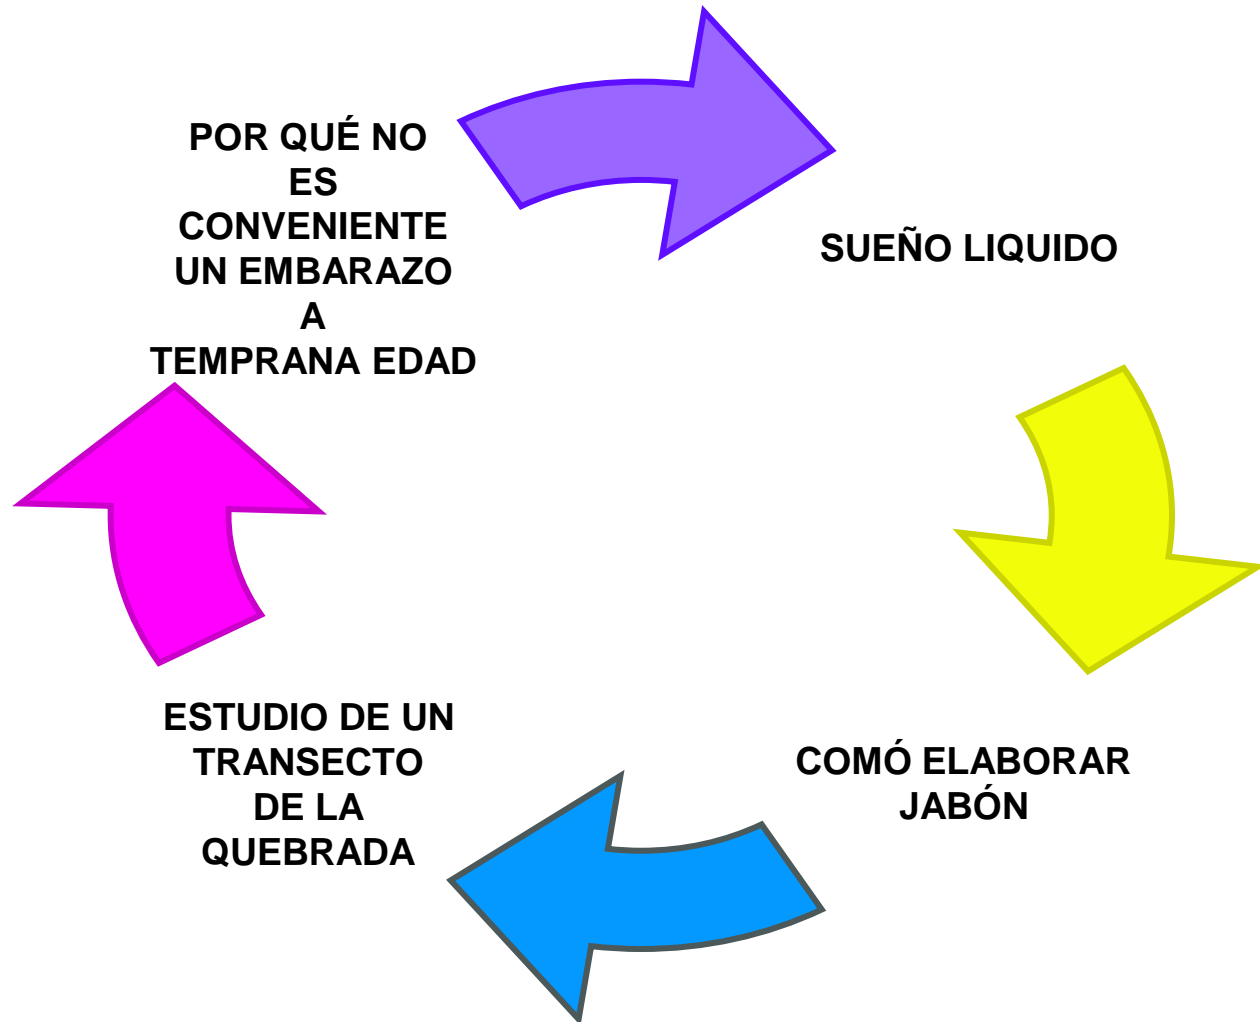 POR QUÉ NO
ES
CONVENIENTE
UN EMBARAZO
A
TEMPRANA EDAD
SUEÑO LIQUIDO
COMÓ ELABORAR
JABÓN
ESTUDIO DE UN
TRANSECTO
DE LA
QUEBRADA